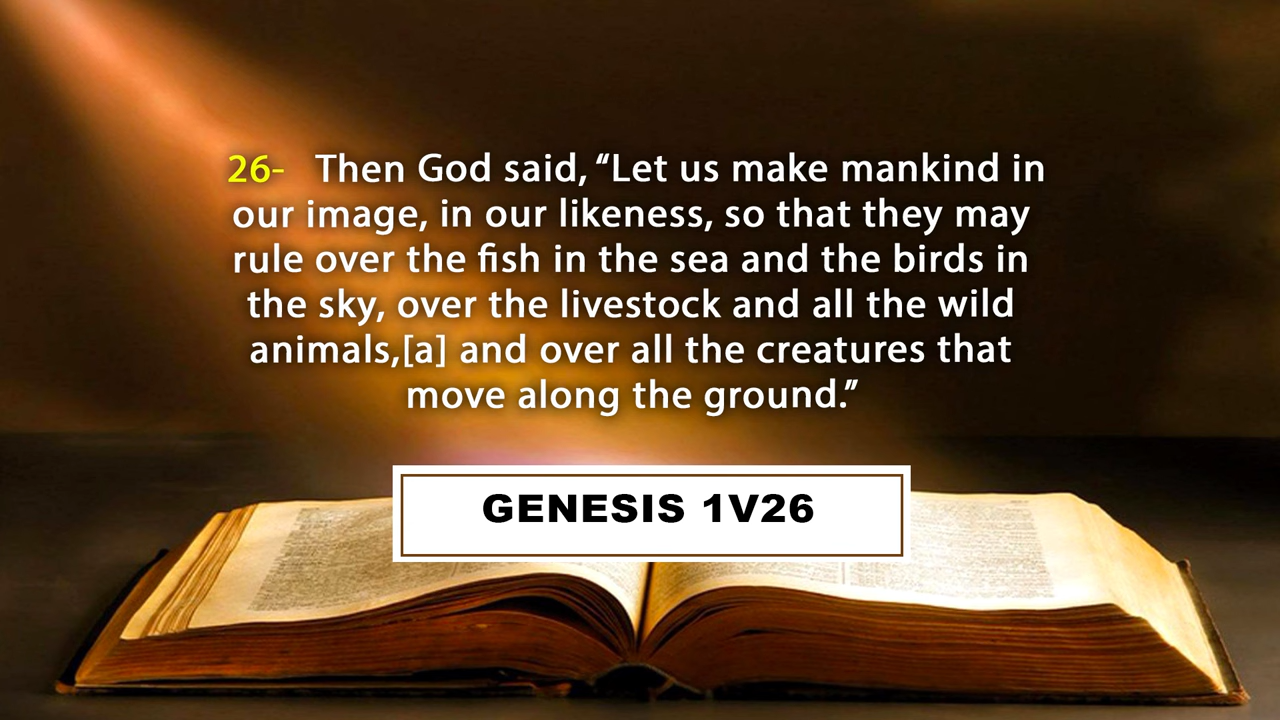 26- Then God said, “Let us make mankind in
our image, in our likeness, so that they may
rule over the fish in the sea and the birds in
the sky, over the livestock and all the wild
animals,[a] and over all the creatures that
move along the ground.”
GENESIS 1V26